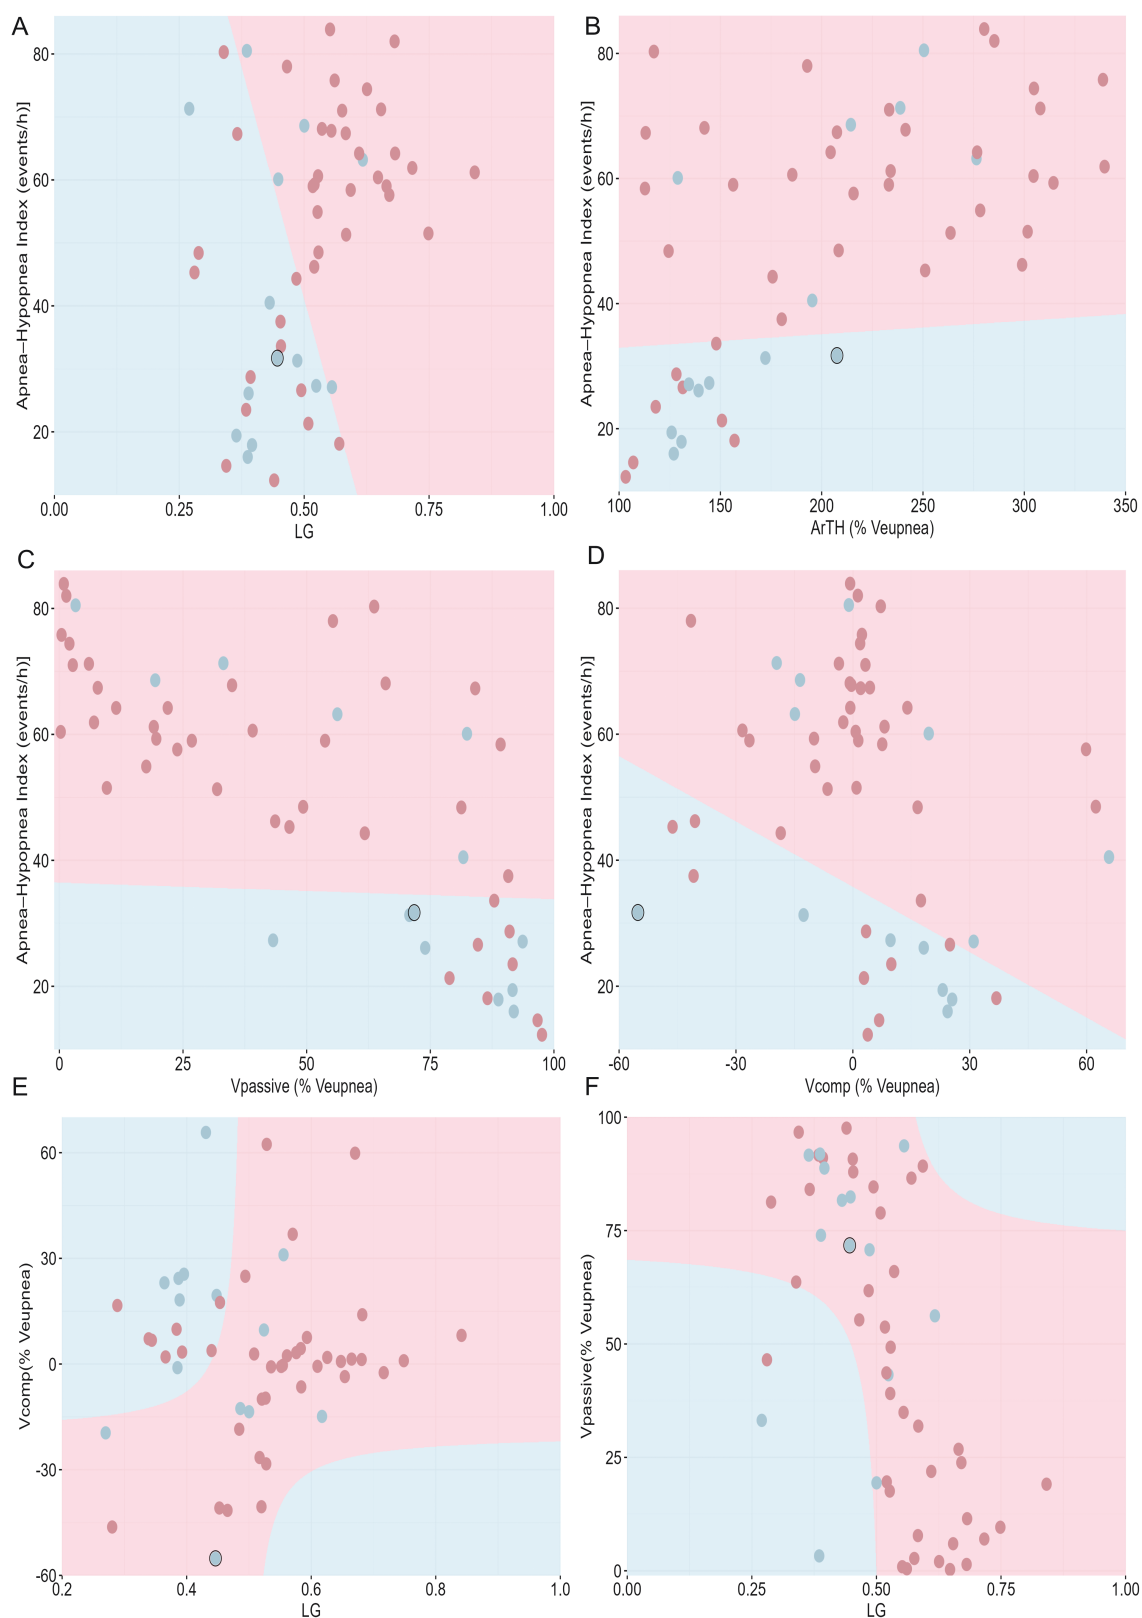 A
Apnea−Hypopnea Index (events/h)]
80
60
40
20
0.00 0.25 0.50 0.75 1.00
LG
B
Apnea−Hypopnea Index (events/h)]
80
60
40
20
100 150 200 250 300 350
ArTH (% Veupnea)
C
Apnea−Hypopnea Index (events/h)]
80
60
40
20
0 25 50 75 100
Vpassive (% Veupnea)
D
Apnea−Hypopnea Index (events/h)]
80
60
40
20
-60 -30 0 30 60
Vcomp (% Veupnea)
E
Vcomp(% Veupnea)
60
30
0
-30
-60
0.2 0.4 0.6 0.8 1.0
LG
F
Vpassive(% Veupnea)
100
75
50
25
0
0.00 0.25 0.50 0.75 1.00
LG